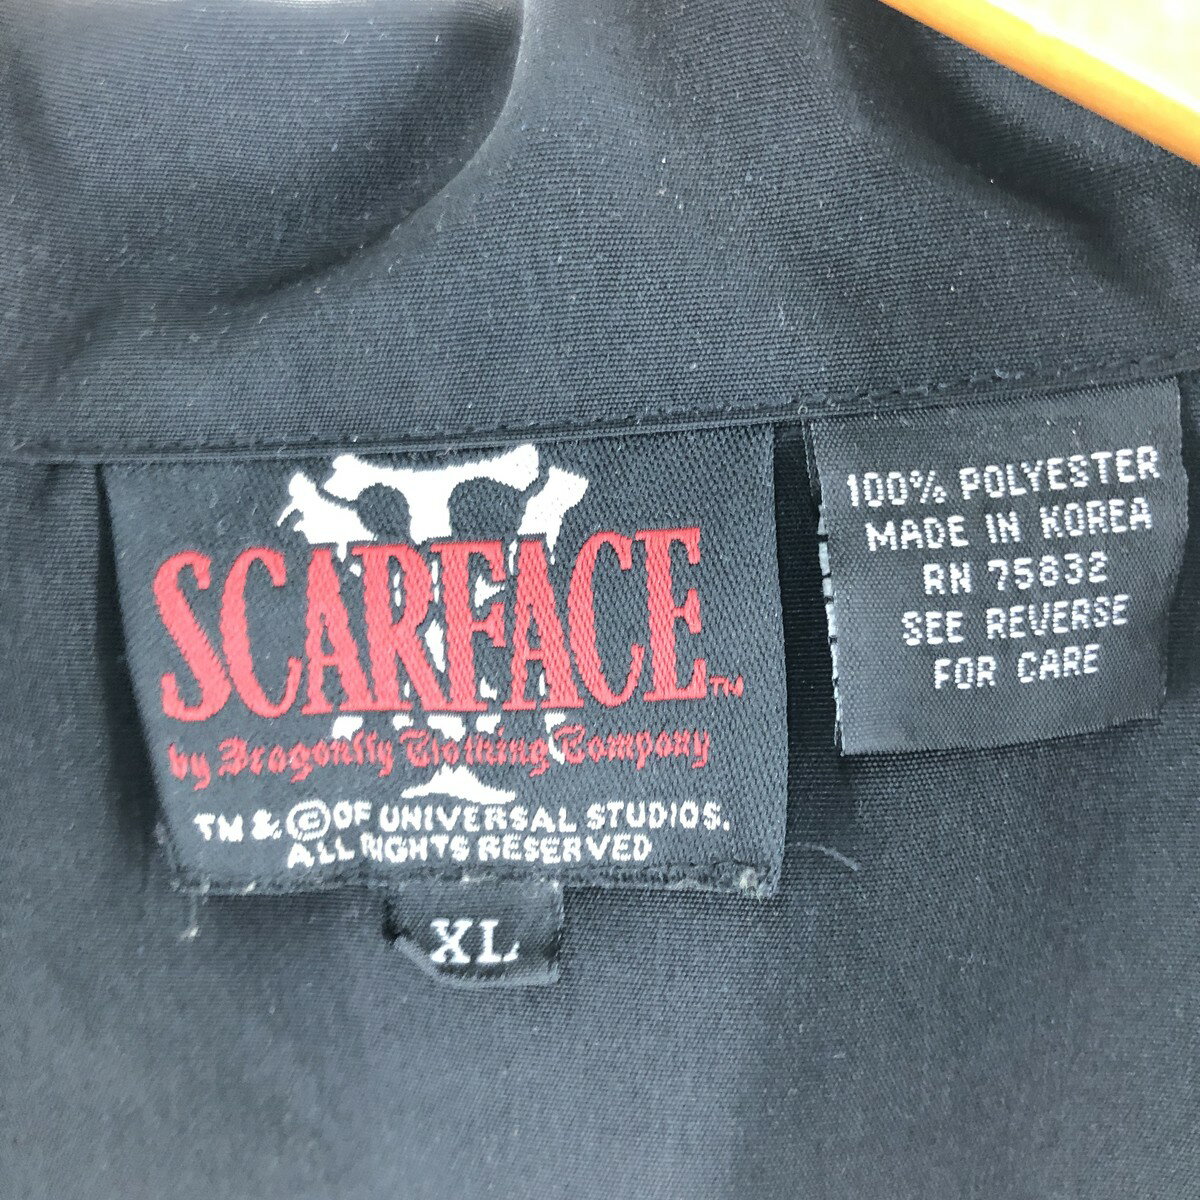 SCARFACE™
by Dragonfly Clothing Company
TM & © OF UNIVERSAL STUDIOS.
ALL RIGHTS RESERVED
XL
100% POLYESTER
MADE IN KOREA
RN 75832
SEE REVERSE
FOR CARE